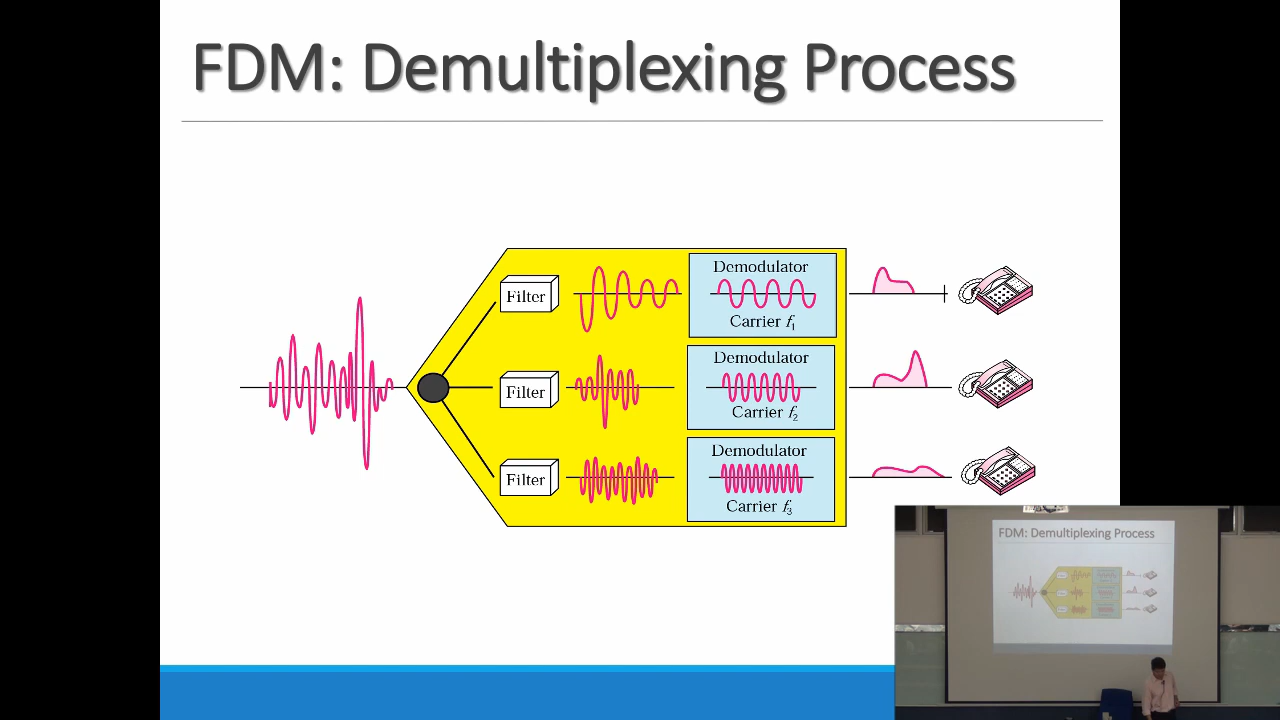 FDM: Demultiplexing Process
Filter
Demodulator
Carrier f1
Filter
Demodulator
Carrier f2
Filter
Demodulator
Carrier f3
FDM: Demultiplexing Process